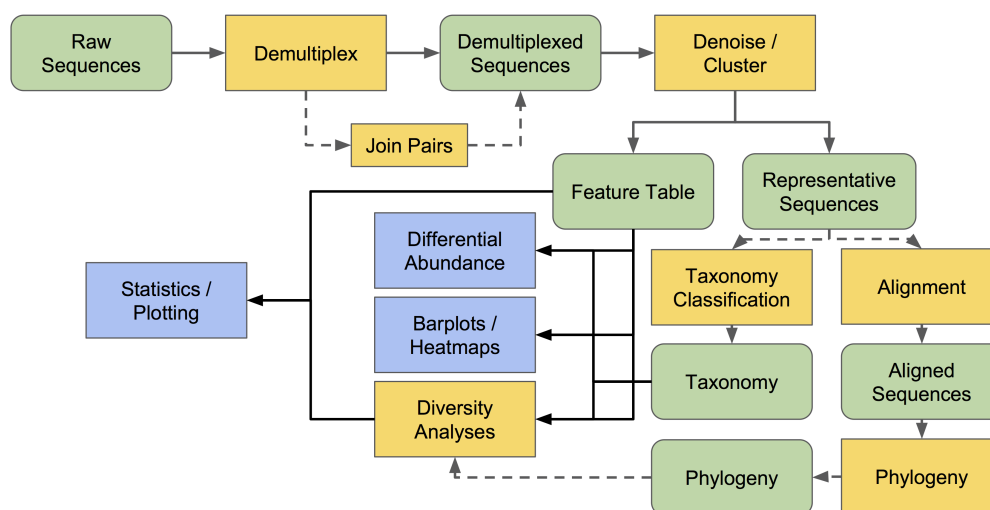 Raw
Sequences
Demultiplex
Demultiplexed
Sequences
Denoise /
Cluster
Join Pairs
Feature Table
Representative
Sequences
Differential
Abundance
Taxonomy
Classification
Alignment
Statistics /
Plotting
Barplots /
Heatmaps
Taxonomy
Aligned
Sequences
Diversity
Analyses
Phylogeny
Phylogeny